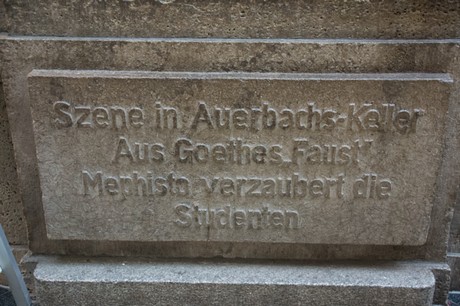 Szene in Auerbachs-Keller
Aus Goethes „Faust"
Mephisto verzaubert die
Studenten